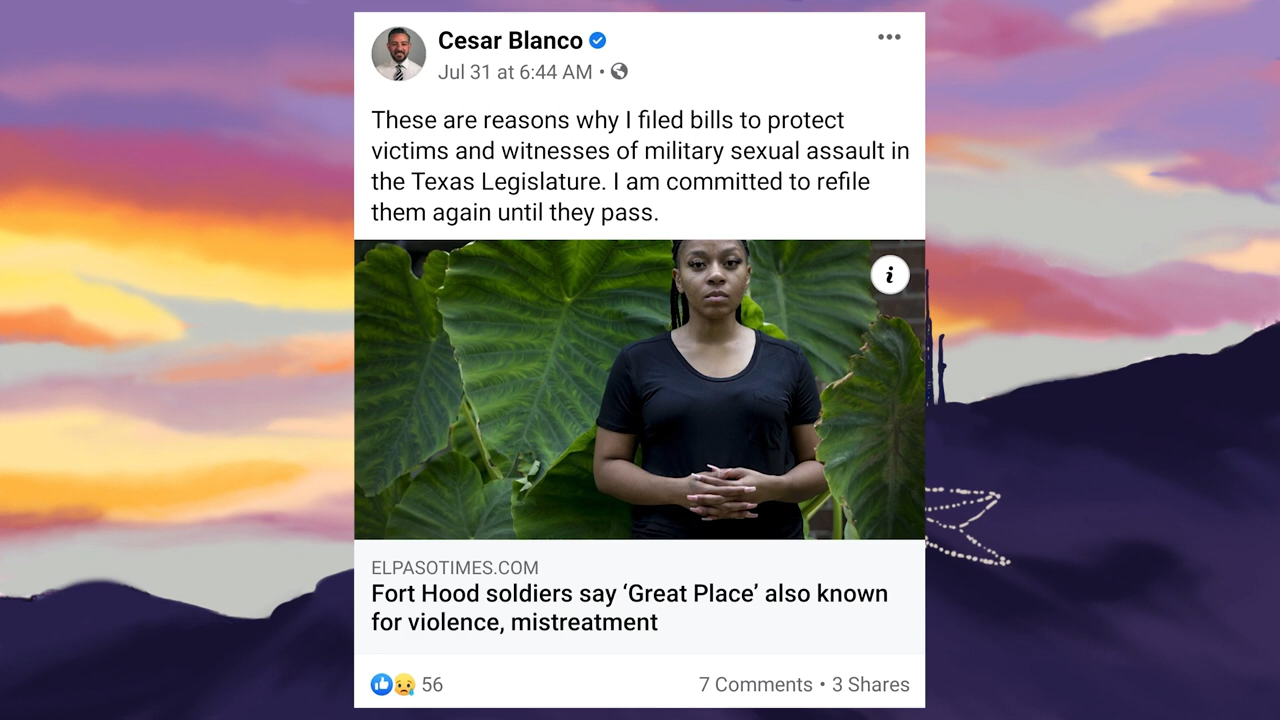 Cesar Blanco
Jul 31 at 6:44 AM •
These are reasons why I filed bills to protect
victims and witnesses of military sexual assault in
the Texas Legislature. I am committed to refile
them again until they pass.
i
ELPASOTIMES.COM
Fort Hood soldiers say ‘Great Place’ also known
for violence, mistreatment
56
7 Comments • 3 Shares